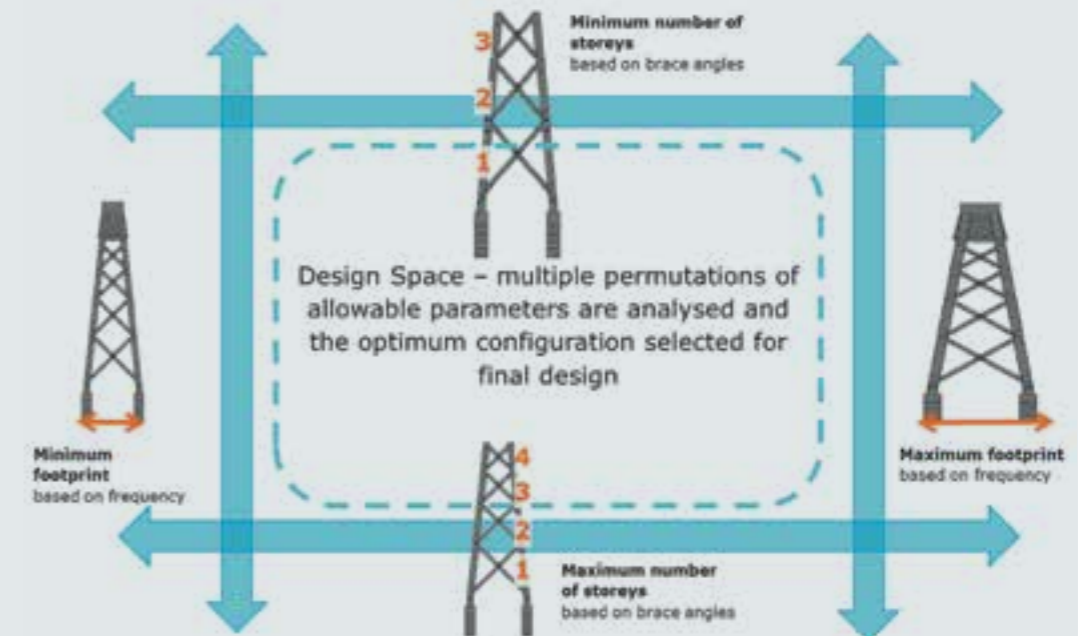 3
Minimum number of
storeys
based on brace angles
2
1
Design Space – multiple permutations of
allowable parameters are analysed and
the optimum configuration selected for
final design
Minimum
footprint
based on frequency
Maximum footprint
based on frequency
4
3
2
1
Maximum number
of storeys
based on brace angles